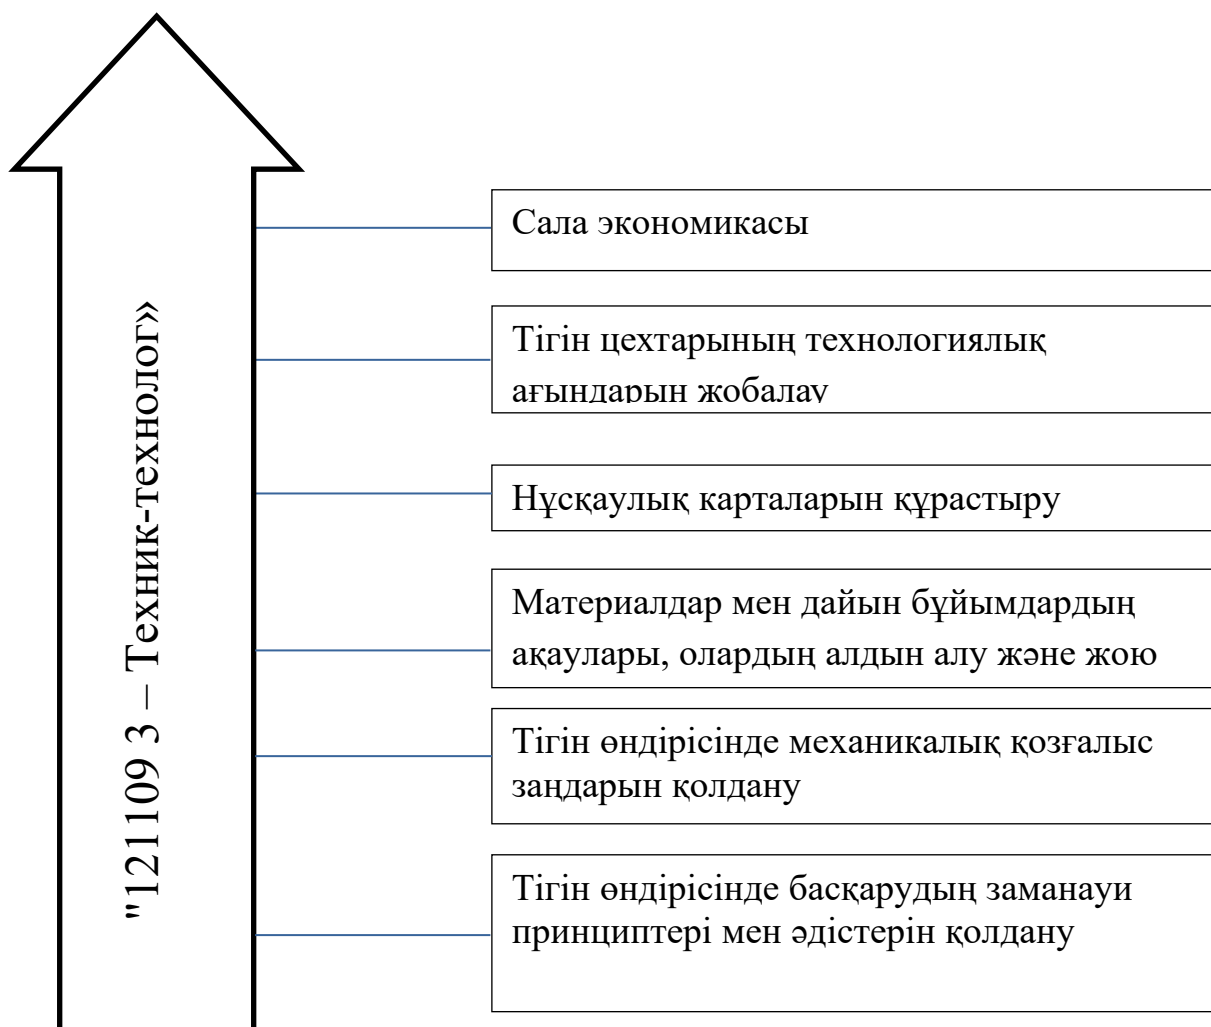 "121109 3 – Техник-технолог»
Сала экономикасы
Тігін цехтарының технологиялық
ағындарын жобалау
Нұсқаулық карталарын құрастыру
Материалдар мен дайын бұйымдардың
ақаулары, олардың алдын алу және жою
Тігін өндірісінде механикалық қозғалыс
заңдарын қолдану
Тігін өндірісінде басқарудың заманауи
принциптері мен әдістерін қолдану